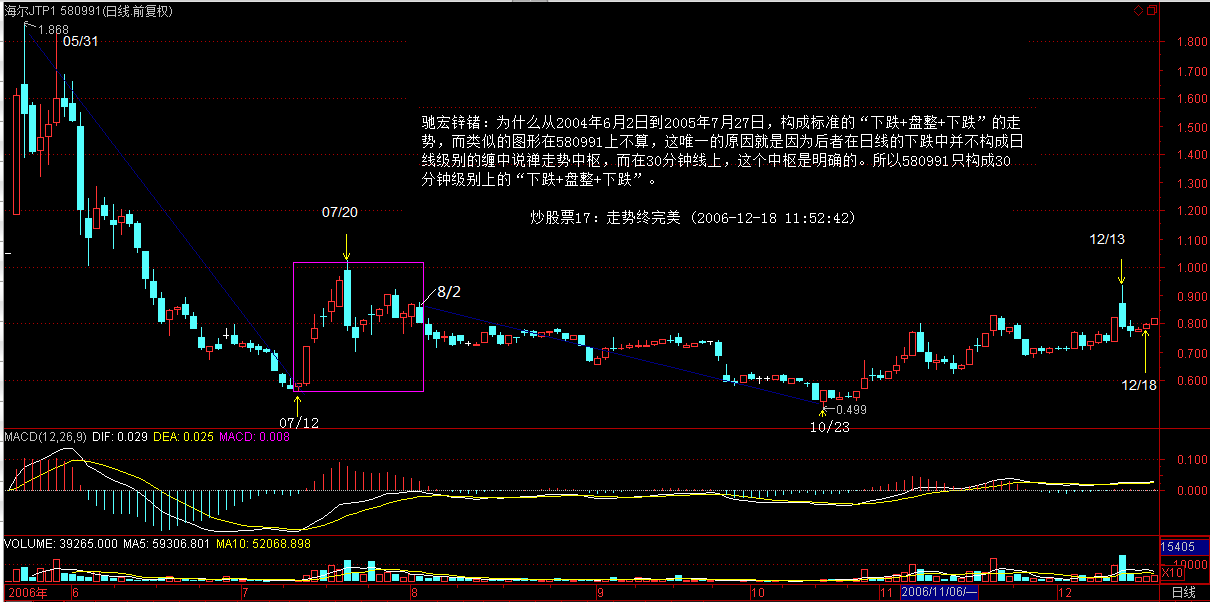 海尔JTP1 580991(日线.前复权)
1.868
05/31
1.800
1.700
1.600
1.500
1.400
1.300
1.200
1.100
1.000
0.900
0.800
0.700
0.600
驰宏锌锗：为什么从2004年6月2日到2005年7月27日，构成标准的“下跌+盘整+下跌”的走
势，而类似的图形在580991上不算，这唯一的原因就是因为后者在日线的下跌中并不构成日
线级别的缠中说禅走势中枢，而在30分钟线上，这个中枢是明确的。所以580991只构成30
分钟级别上的“下跌+盘整+下跌”。
炒股票17：走势终完美 (2006-12-18 11:52:42)
07/20
12/13
8/2
12/18
0.499
07/12
10/23
MACD(12,26,9) DIF: 0.029 DEA: 0.025 MACD: 0.008
0.100
0.000
VOLUME: 39265.000 MA5: 59306.801 MA10: 52068.898
15405
10000
X10
2006年 6 7 8 9 10 11 2006/11/06/一 12 日线